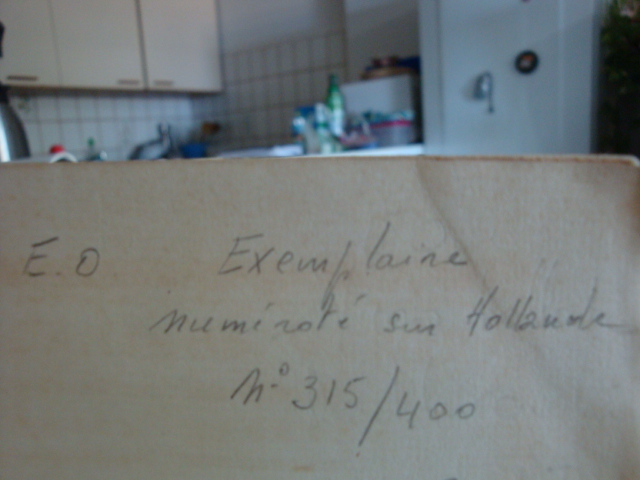 E.O Exemplaire
numéroté sur Hollande
N° 315/400